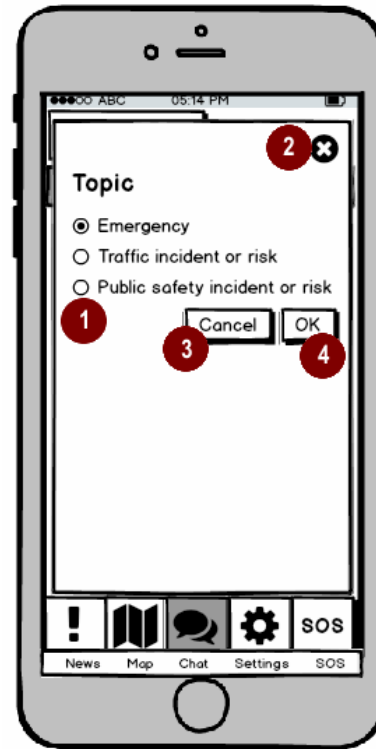 ABC 05:14 PM
2
Topic
Emergency
Traffic incident or risk
Public safety incident or risk
1
Cancel OK
3 4
SOS
News Map Chat Settings SOS